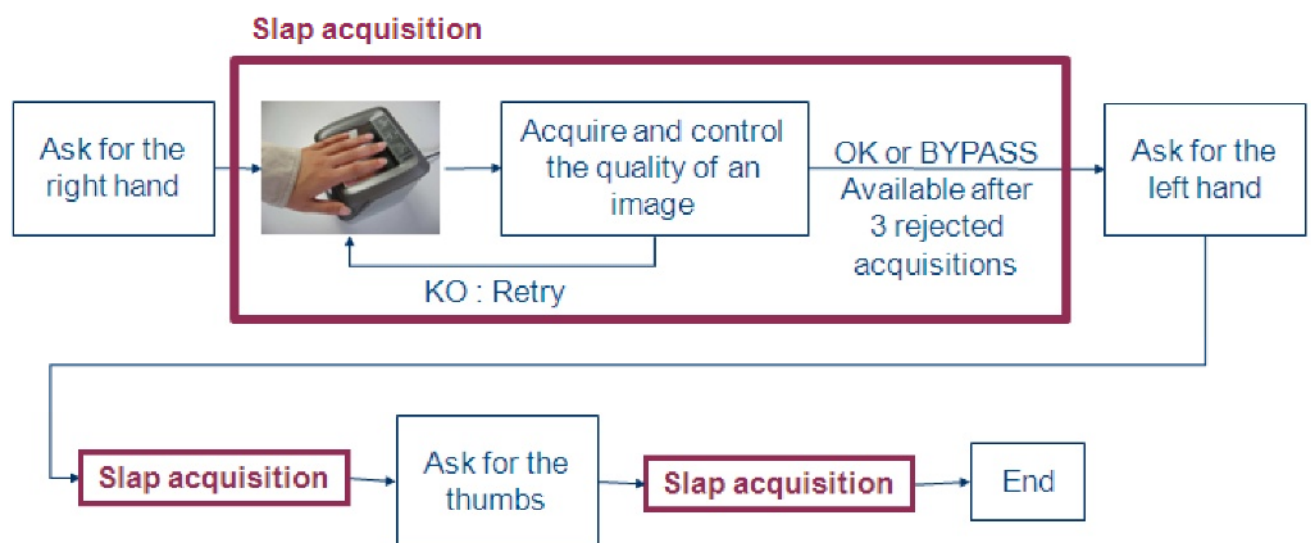 Slap acquisition
Ask for the
right hand
Acquire and control
the quality of an
image
OK or BYPASS
Available after
3 rejected
acquisitions
Ask for the
left hand
KO : Retry
Slap acquisition
Ask for the
thumbs
Slap acquisition
End